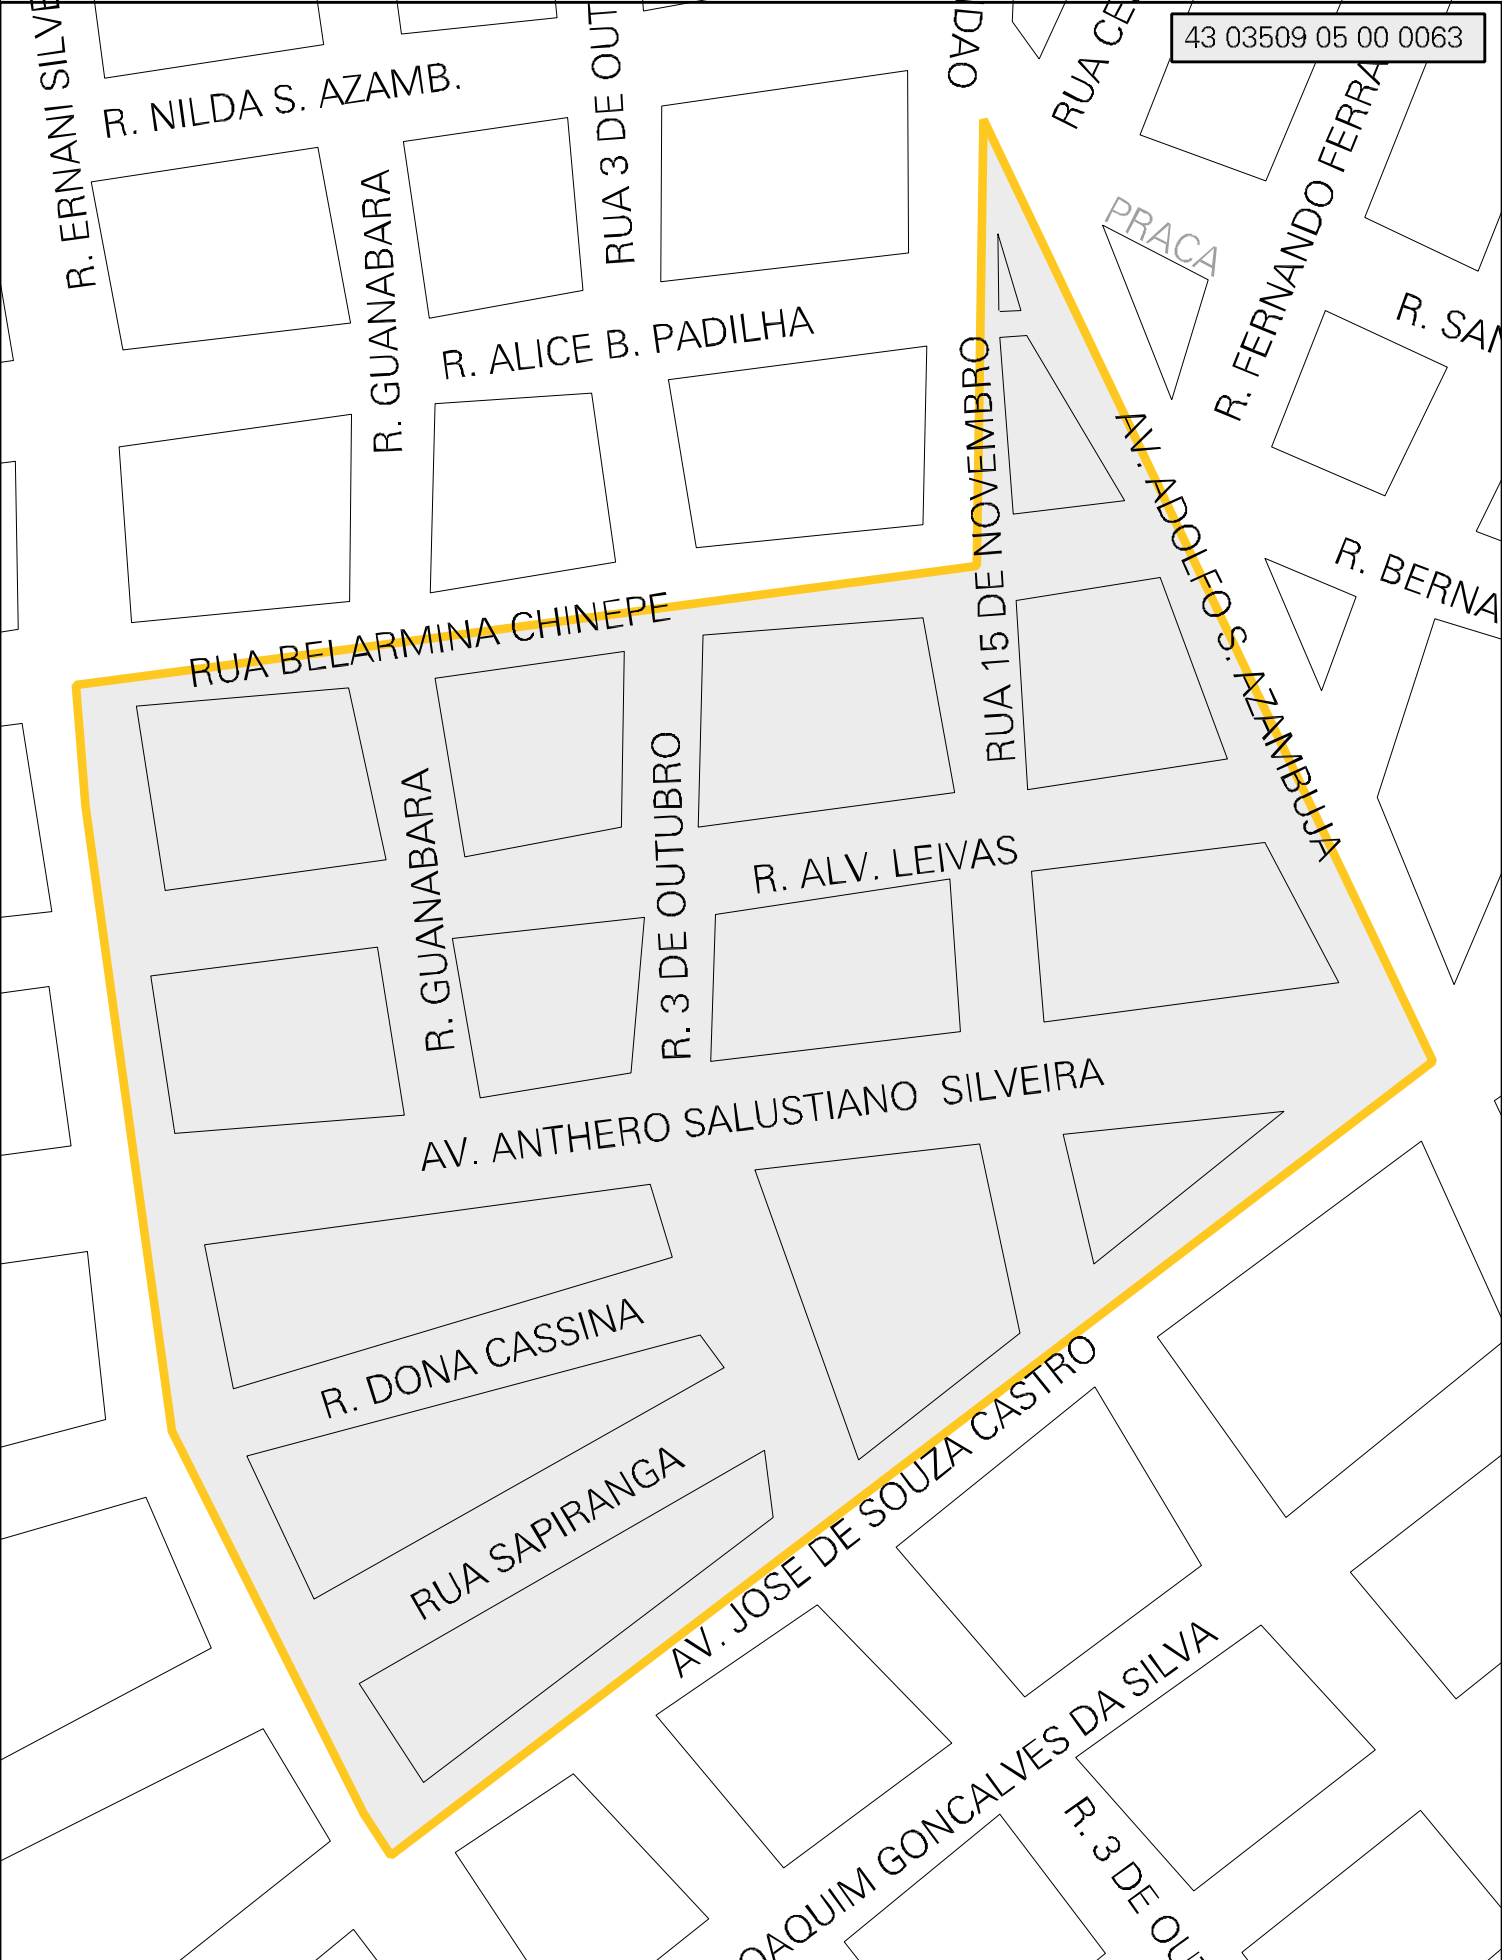 43 03509 05 00 0063
R. ERNANI SILVE
R. NILDA S. AZAMB.
RUA 3 DE OUT
DAO
RUA CE
R. FERNANDO FERRA
PRACA
R. GUANABARA
R. ALICE B. PADILHA
R. SAN
RUA 15 DE NOVEMBRO
AV. ADOLFO S. AZAMBUJA
R. BERNA
RUA BELARMINA CHINEPE
R. GUANABARA
R. 3 DE OUTUBRO
R. ALV. LEIVAS
AV. ANTHERO SALUSTIANO SILVEIRA
R. DONA CASSINA
RUA SAPIRANGA
AV. JOSE DE SOUZA CASTRO
OAQUIM GONCALVES DA SILVA
R. 3 DE OU